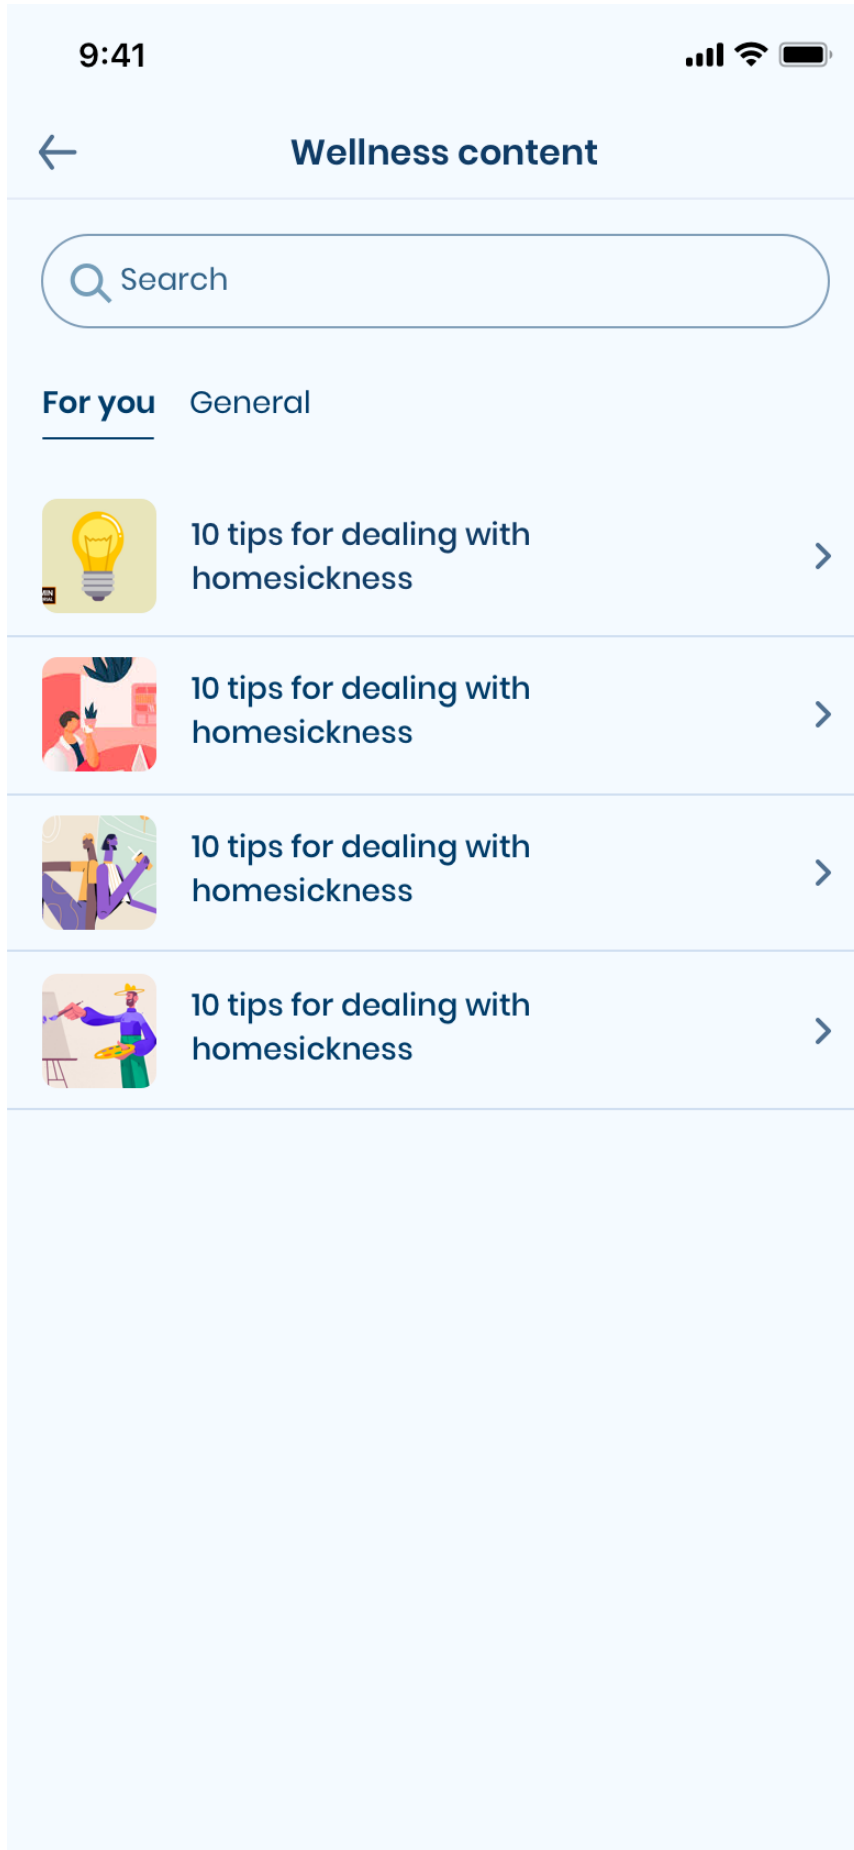 9:41
Wellness content
Search
For you General
10 tips for dealing with
homesickness
10 tips for dealing with
homesickness
10 tips for dealing with
homesickness
10 tips for dealing with
homesickness